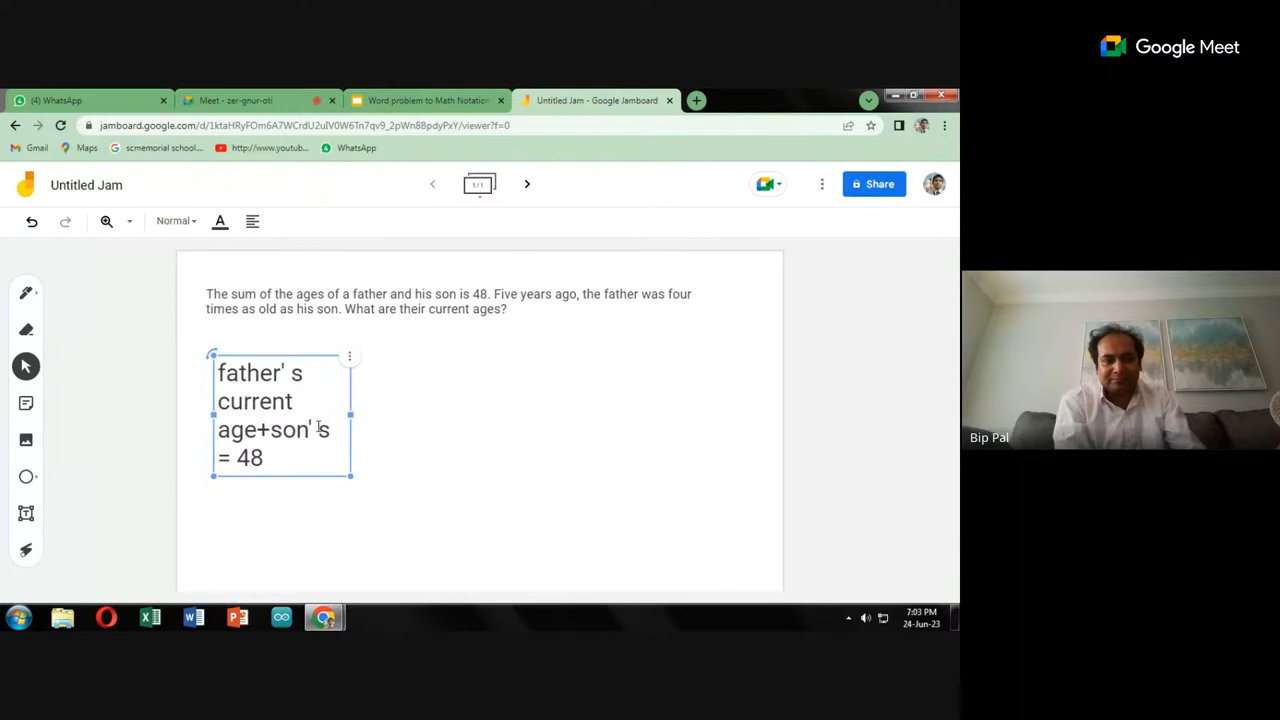 Google Meet
(4) WhatsApp
Meet - zer-gnur-oti
Word problem to Math Notation
Untitled Jam - Google Jamboard
jamboard.google.com/d/1ktaHRyFOm6A7WCrdU2uIV0W6Tn7qv9_2pWn8BpdyPxY/viewer?f=0
Gmail
Maps
scmemorial school...
http://www.youtub...
WhatsApp
Untitled Jam
1/1
Share
Normal
The sum of the ages of a father and his son is 48. Five years ago, the father was four
times as old as his son. What are their current ages?
father' s
current
age+son' s
= 48
Bip Pal
7:03 PM
24-Jun-23